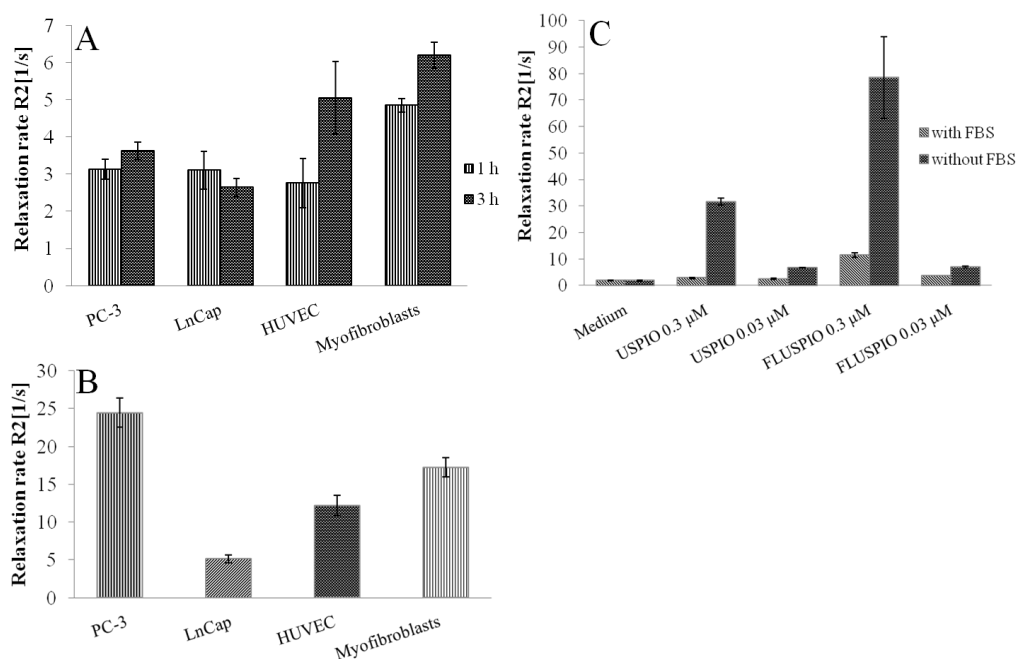 A
Relaxation rate R2[1/s]
7
6
5
4
3
2
1
0
PC-3
LnCap
HUVEC
Myofibroblasts
1 h
3 h
B
Relaxation rate R2[1/s]
30
25
20
15
10
5
0
PC-3
LnCap
HUVEC
Myofibroblasts
C
Relaxation rate R2[1/s]
100
90
80
70
60
50
40
30
20
10
0
Medium
USPIO 0.3 μM
USPIO 0.03 μM
FLUSPIO 0.3 μM
FLUSPIO 0.03 μM
with FBS
without FBS